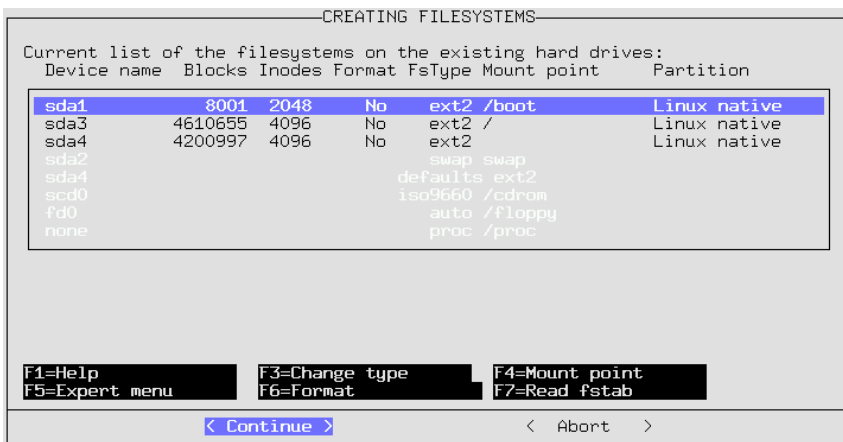 CREATING FILESYSTEMS
Current list of the filesystems on the existing hard drives:
Device name Blocks Inodes Format FsType Mount point Partition
sda1 8001 2048 No ext2 /boot Linux native
sda3 4610655 4096 No ext2 / Linux native
sda4 4200997 4096 No ext2 Linux native
sda2 swap swap
sda4 defaults ext2
scd0 iso9660 /cdrom
fd0 auto /floppy
none proc /proc
F1=Help F3=Change type F4=Mount point
F5=Expert menu F6=Format F7=Read fstab
< Continue > < Abort >